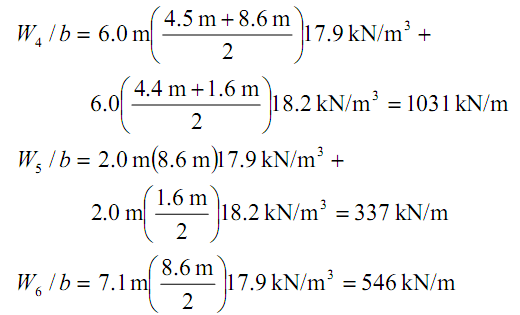 W₄ / b = 6.0 m((4.5 m + 8.6 m)/2)17.9 kN/m³ +
6.0((4.4 m + 1.6 m)/2)18.2 kN/m³ = 1031 kN/m
W₅ / b = 2.0 m(8.6 m)17.9 kN/m³ +
2.0 m(1.6 m/2)18.2 kN/m³ = 337 kN/m
W₆ / b = 7.1 m(8.6 m/2)17.9 kN/m³ = 546 kN/m